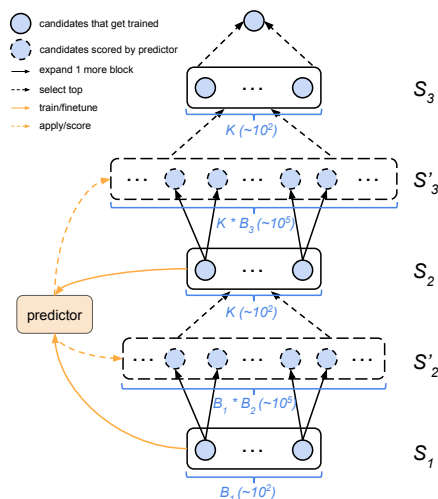 candidates that get trained
candidates scored by predictor
expand 1 more block
select top
train/finetune
apply/score
S₃
K (~10²)
S'₃
K * B₃ (~10⁵)
S₂
K (~10²)
predictor
S'₂
B₁ * B₂ (~10⁵)
S₁
B₁ (~10²)